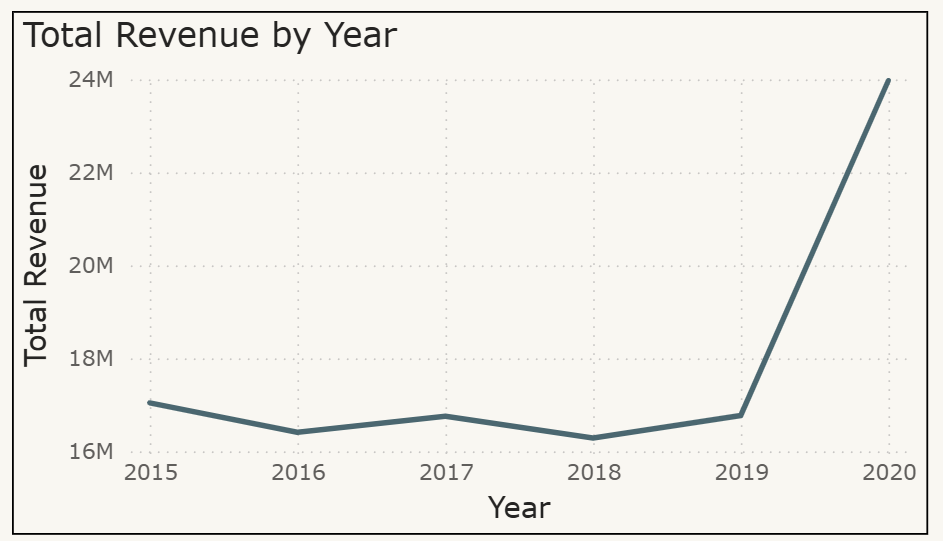 Total Revenue by Year
24M
22M
20M
18M
16M
Total Revenue
2015 2016 2017 2018 2019 2020
Year